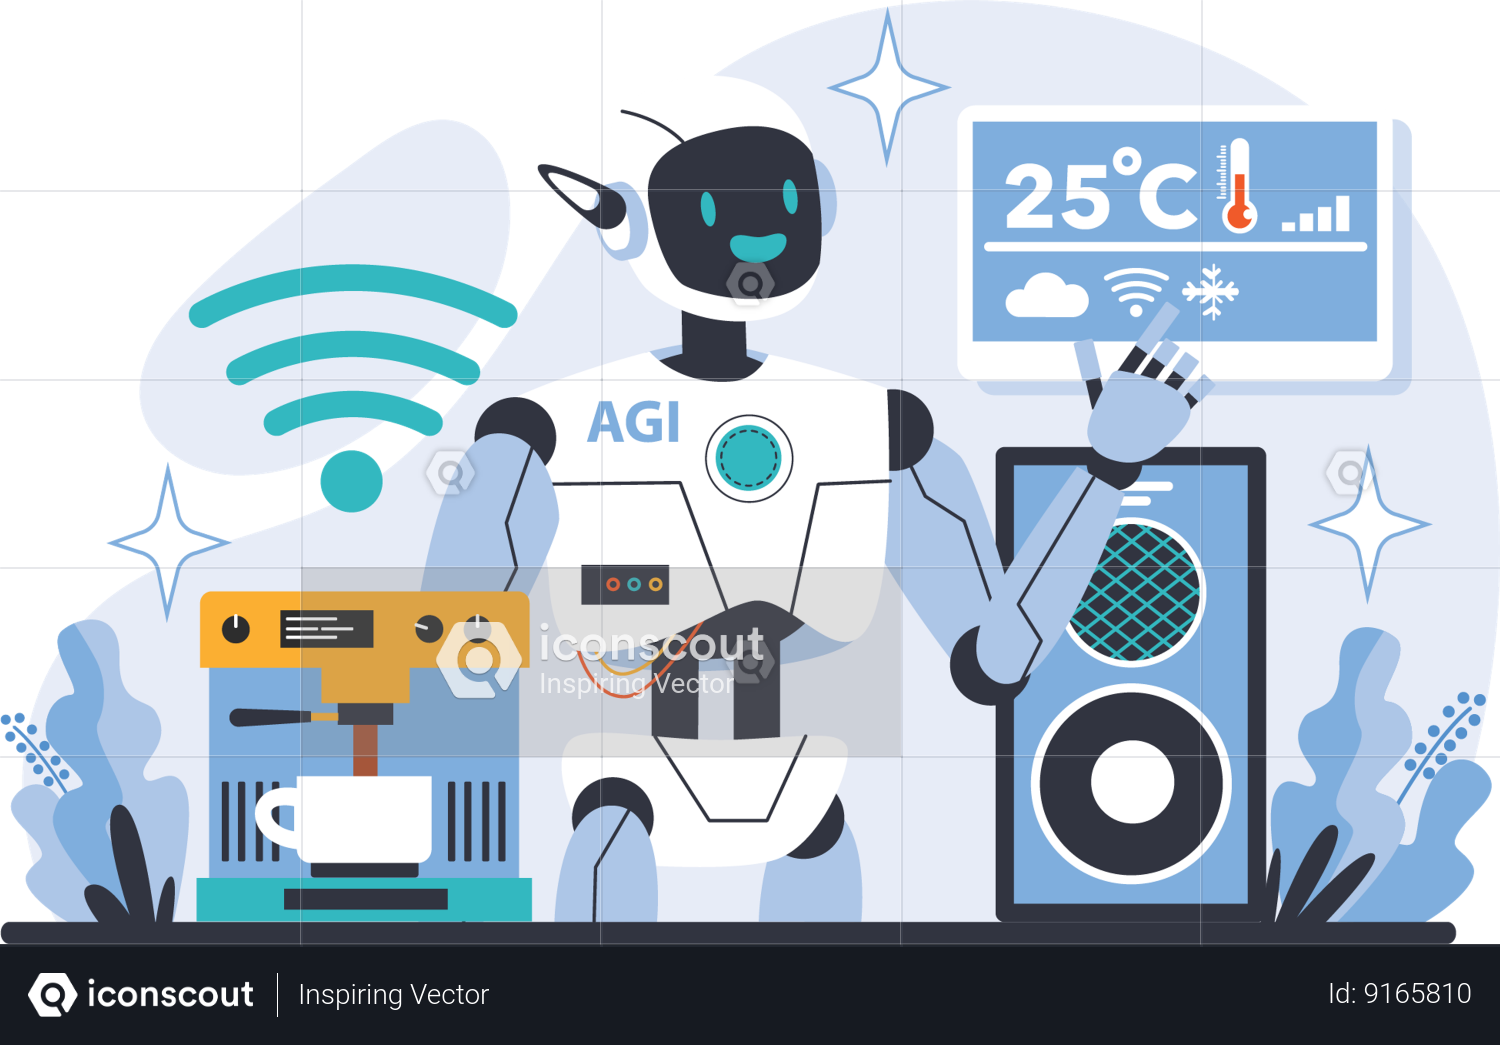 25°C
AGI
iconscout
Inspiring Vector
iconscout
Inspiring Vector
Id: 9165810